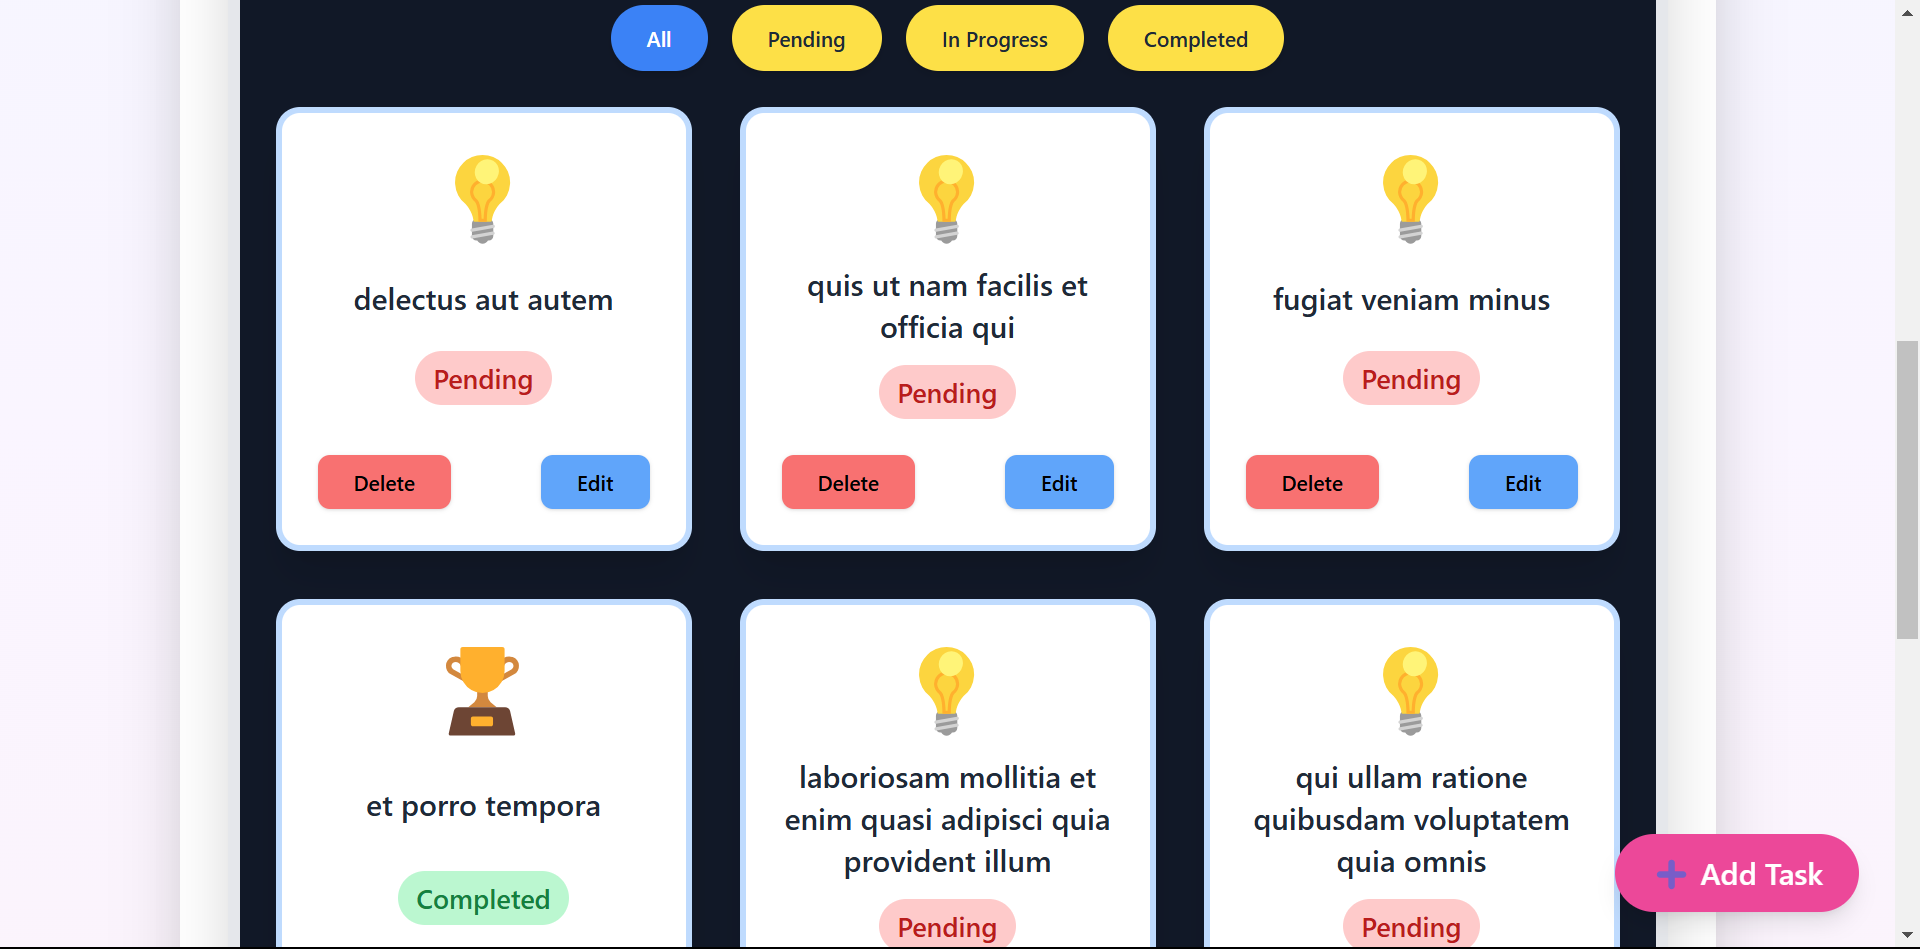 All
Pending
In Progress
Completed
delectus aut autem
Pending
Delete
Edit
quis ut nam facilis et
officia qui
Pending
Delete
Edit
fugiat veniam minus
Pending
Delete
Edit
et porro tempora
Completed
laboriosam mollitia et
enim quasi adipisci quia
provident illum
Pending
qui ullam ratione
quibusdam voluptatem
quia omnis
Pending
Add Task